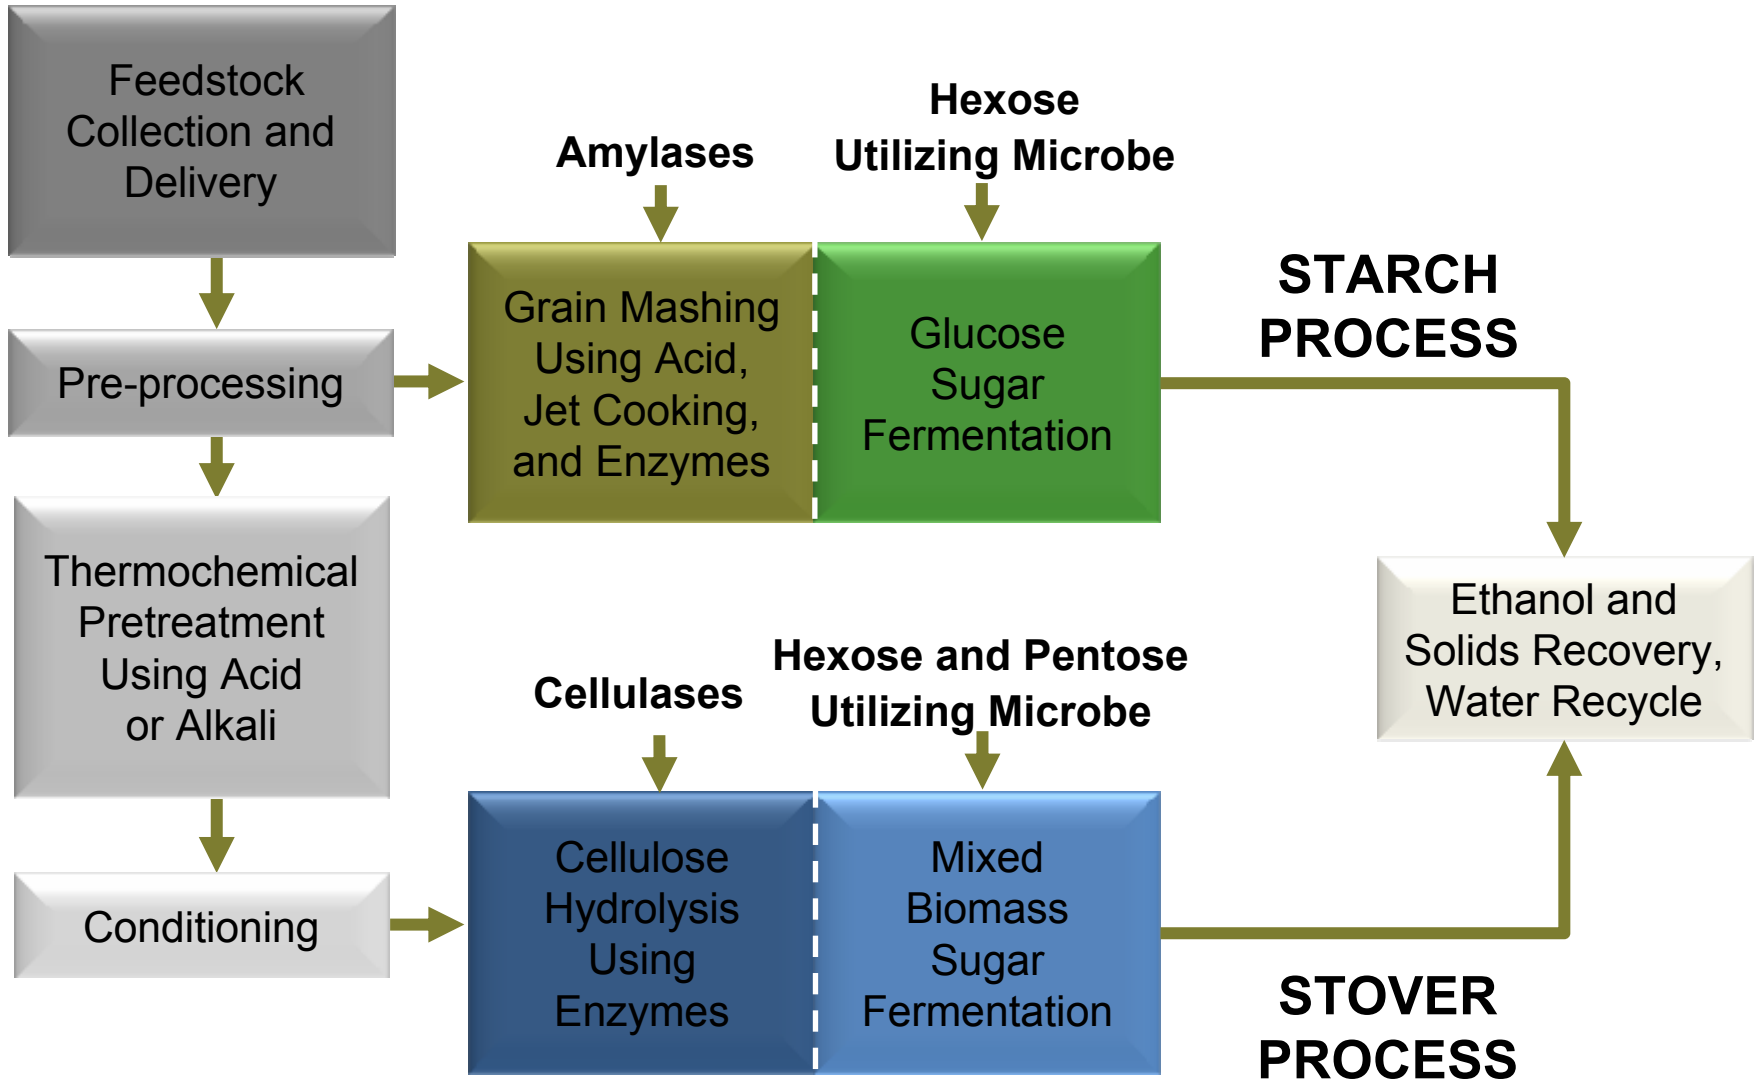 Feedstock
Collection and
Delivery
Pre-processing
Thermochemical
Pretreatment
Using Acid
or Alkali
Conditioning
Amylases
Hexose
Utilizing Microbe
Grain Mashing
Using Acid,
Jet Cooking,
and Enzymes
Glucose
Sugar
Fermentation
STARCH
PROCESS
Cellulases
Hexose and Pentose
Utilizing Microbe
Cellulose
Hydrolysis
Using
Enzymes
Mixed
Biomass
Sugar
Fermentation
STOVER
PROCESS
Ethanol and
Solids Recovery,
Water Recycle